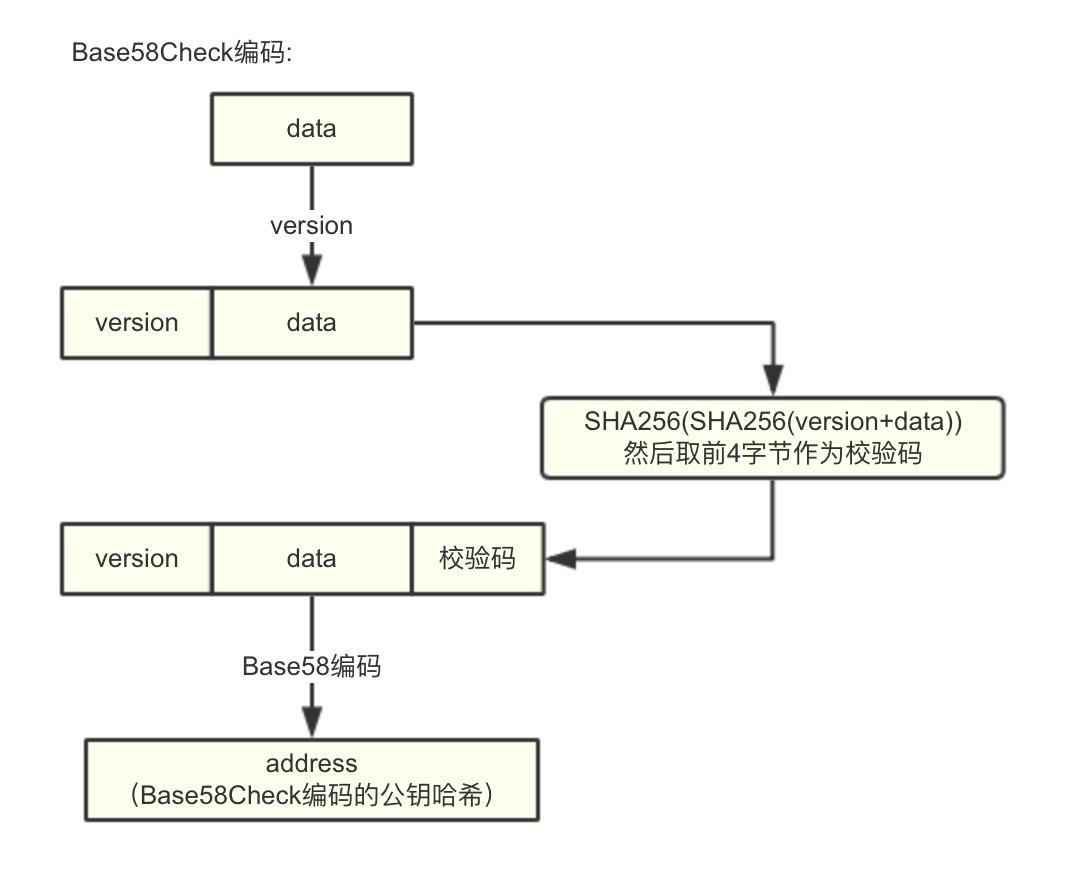 Base58Check编码:
data
version
version
data
SHA256(SHA256(version+data))
然后取前4字节作为校验码
version
data
校验码
Base58编码
address
（Base58Check编码的公钥哈希）